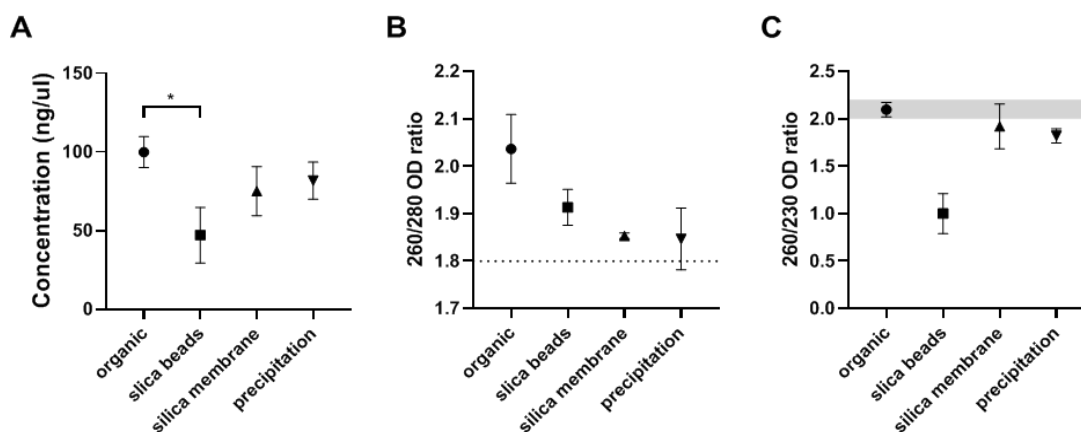 A
Concentration (ng/ul)
150
100
50
0
*
organic
slica beads
silica membrane
precipitation
B
260/280 OD ratio
2.2
2.1
2.0
1.9
1.8
1.7
organic
slica beads
silica membrane
precipitation
C
260/230 OD ratio
2.5
2.0
1.5
1.0
0.5
0.0
organic
slica beads
silica membrane
precipitation